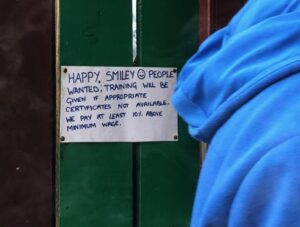 HAPPY, SMILEY ☺ PEOPLE
WANTED; TRAINING WILL BE
GIVEN IF APPROPRIATE
CERTIFICATES NOT AVAILABLE.
WE PAY AT LEAST 10% ABOVE
MINIMUM WAGE.